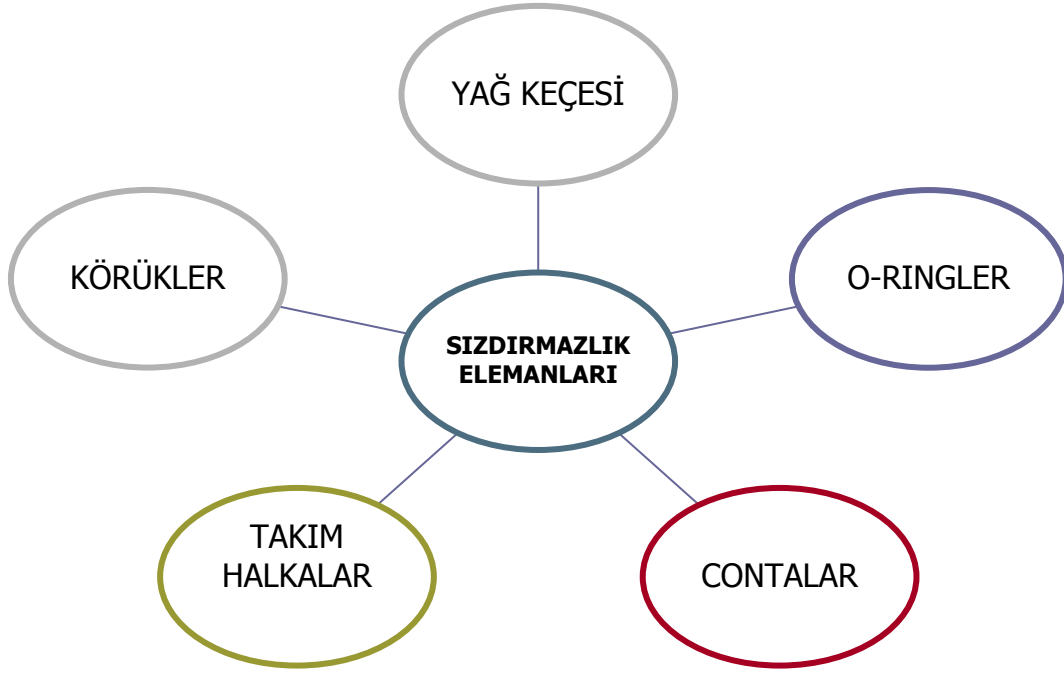 YAĞ KEÇESİ
KÖRÜKLER
O-RINGLER
SIZDIRMAZLIK
ELEMANLARI
TAKIM
HALKALAR
CONTALAR